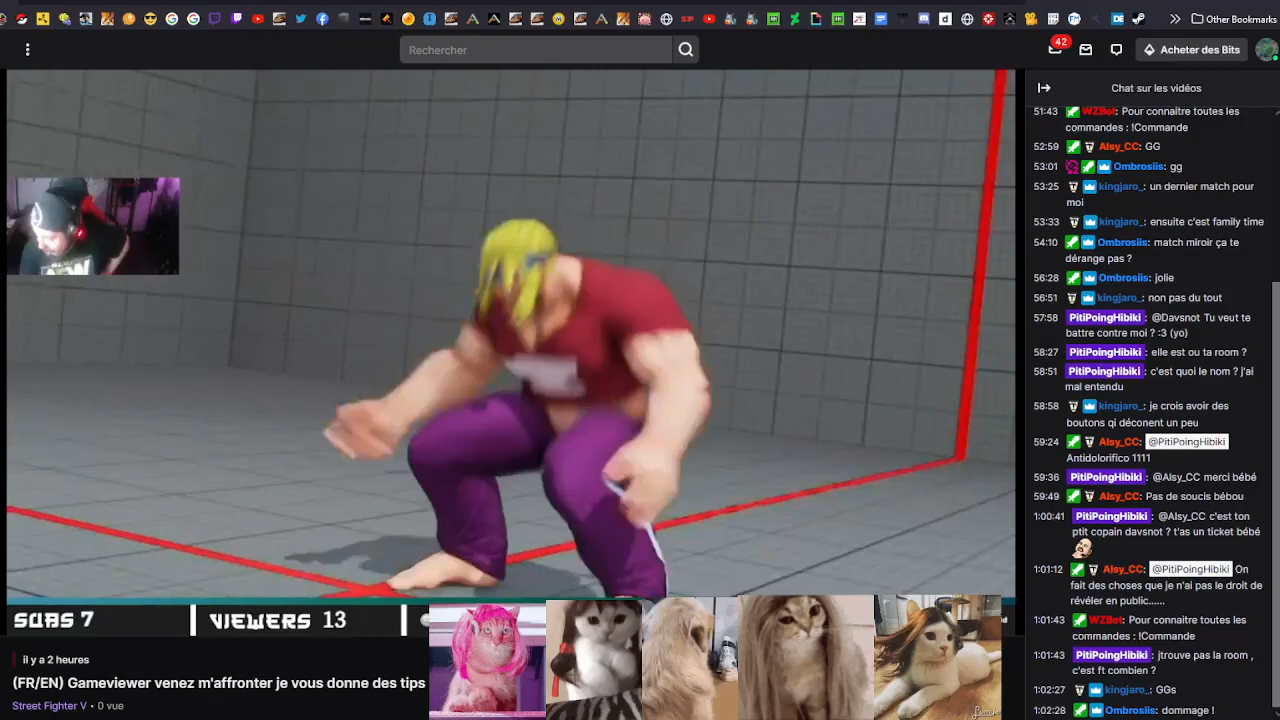 Other Bookmarks
Rechercher
42
Acheter des Bits
Chat sur les vidéos
51:43 WZBot: Pour connaitre toutes les
commandes : !Commande
52:59 Alsy_CC: GG
53:01 Ombrosiis: gg
53:25 kingjaro_: un dernier match pour
moi
53:33 kingjaro_: ensuite c'est family time
54:10 Ombrosiis: match miroir ça te
dérange pas ?
56:28 Ombrosiis: jolie
56:51 kingjaro_: non pas du tout
57:58 PitiPoingHibiki : @Davsnot Tu veut te
battre contre moi ? :3 (yo)
58:27 PitiPoingHibiki : elle est ou ta room ?
58:51 PitiPoingHibiki : c'est quoi le nom ? j'ai
mal entendu
58:58 kingjaro_: je crois avoir des
boutons qi déconent un peu
59:24 Alsy_CC: @PitiPoingHibiki
Antidolorifico 1111
59:36 PitiPoingHibiki : @Alsy_CC merci bébé
59:49 Alsy_CC: Pas de soucis bébou
1:00:41
PitiPoingHibiki : @Alsy_CC c'est ton
ptit copain davsnot ? t'as un ticket bébé
1:01:12 Alsy_CC: @PitiPoingHibiki On
fait des choses que je n'ai pas le droit de
révéler en public......
1:01:43 WZBot: Pour connaitre toutes les
commandes : !Commande
1:01:43 PitiPoingHibiki : jtrouve pas la room ,
c'est ft combien ?
1:02:27 kingjaro_: GGs
1:02:28 Ombrosiis: dommage !
SUBS 7
VIEWERS 13
il y a 2 heures
(FR/EN) Gameviewer venez m'affronter je vous donne des tips
Street Fighter V • 0 vue